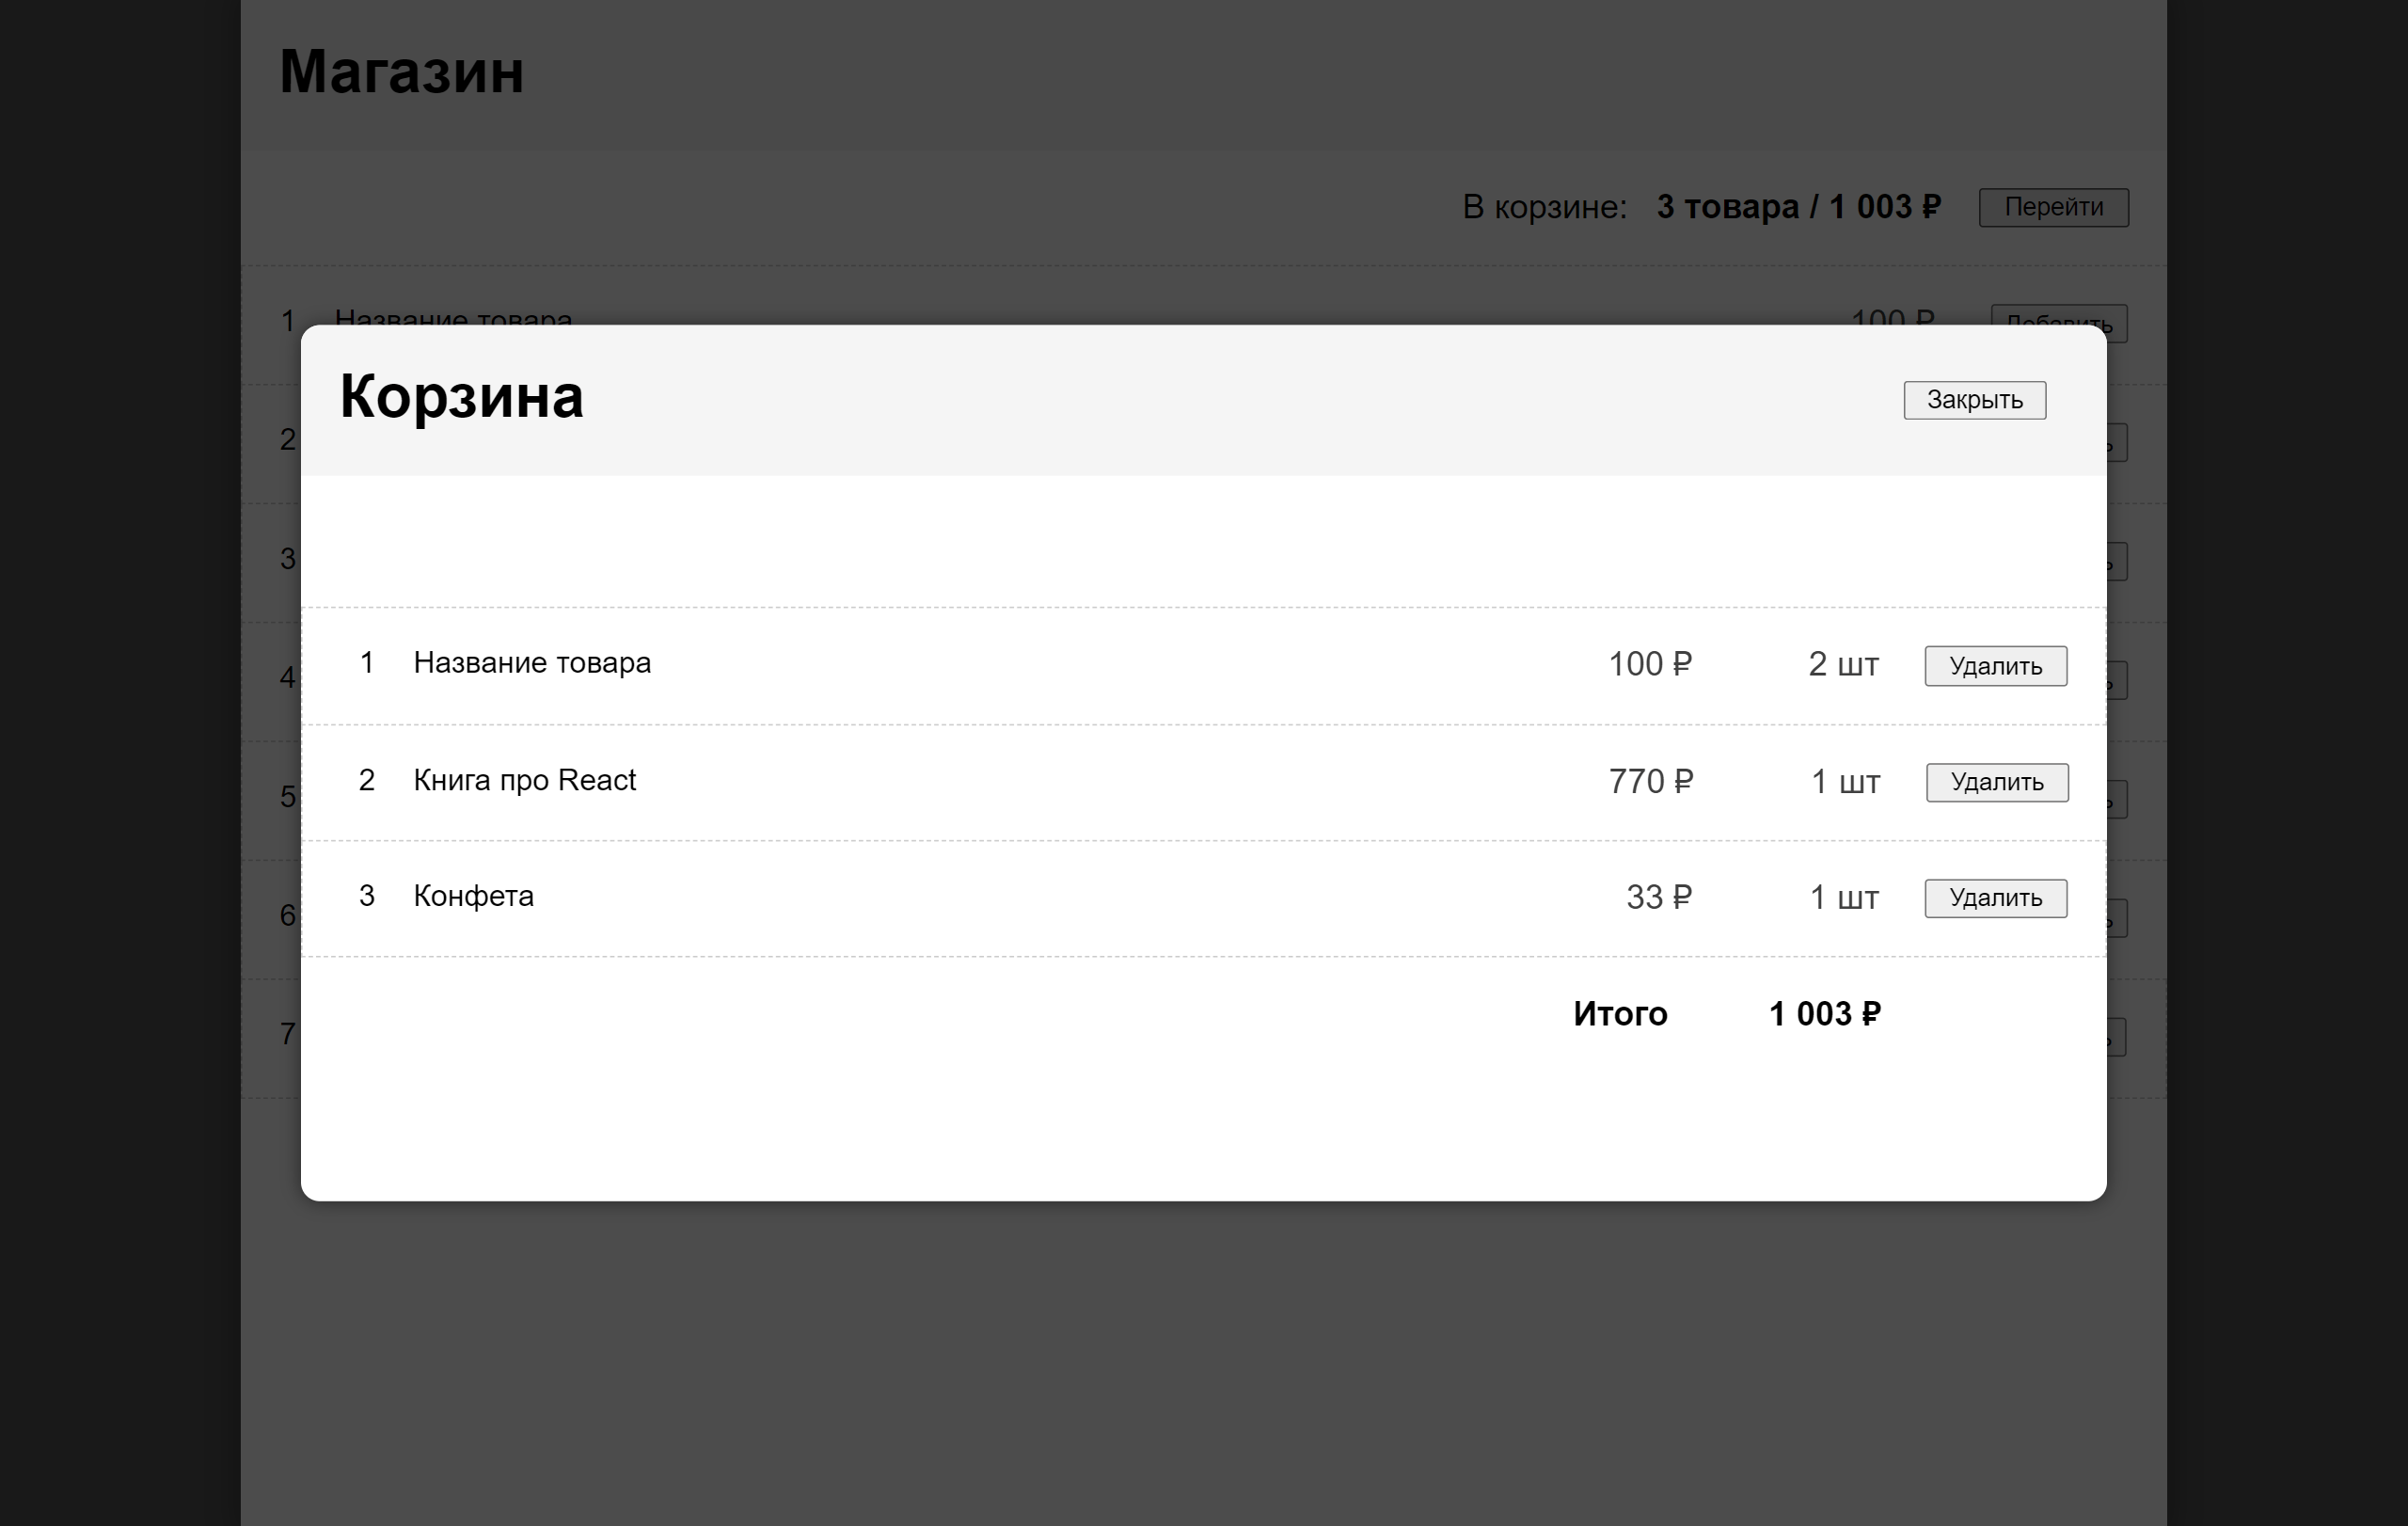 Магазин
В корзине: 3 товара / 1 003 ₽ Перейти
1 Название товара 100 ₽ Добавить
Корзина Закрыть
2
3
1 Название товара 100 ₽ 2 шт Удалить
4
2 Книга про React 770 ₽ 1 шт Удалить
5
3 Конфета 33 ₽ 1 шт Удалить
6
Итого 1 003 ₽
7